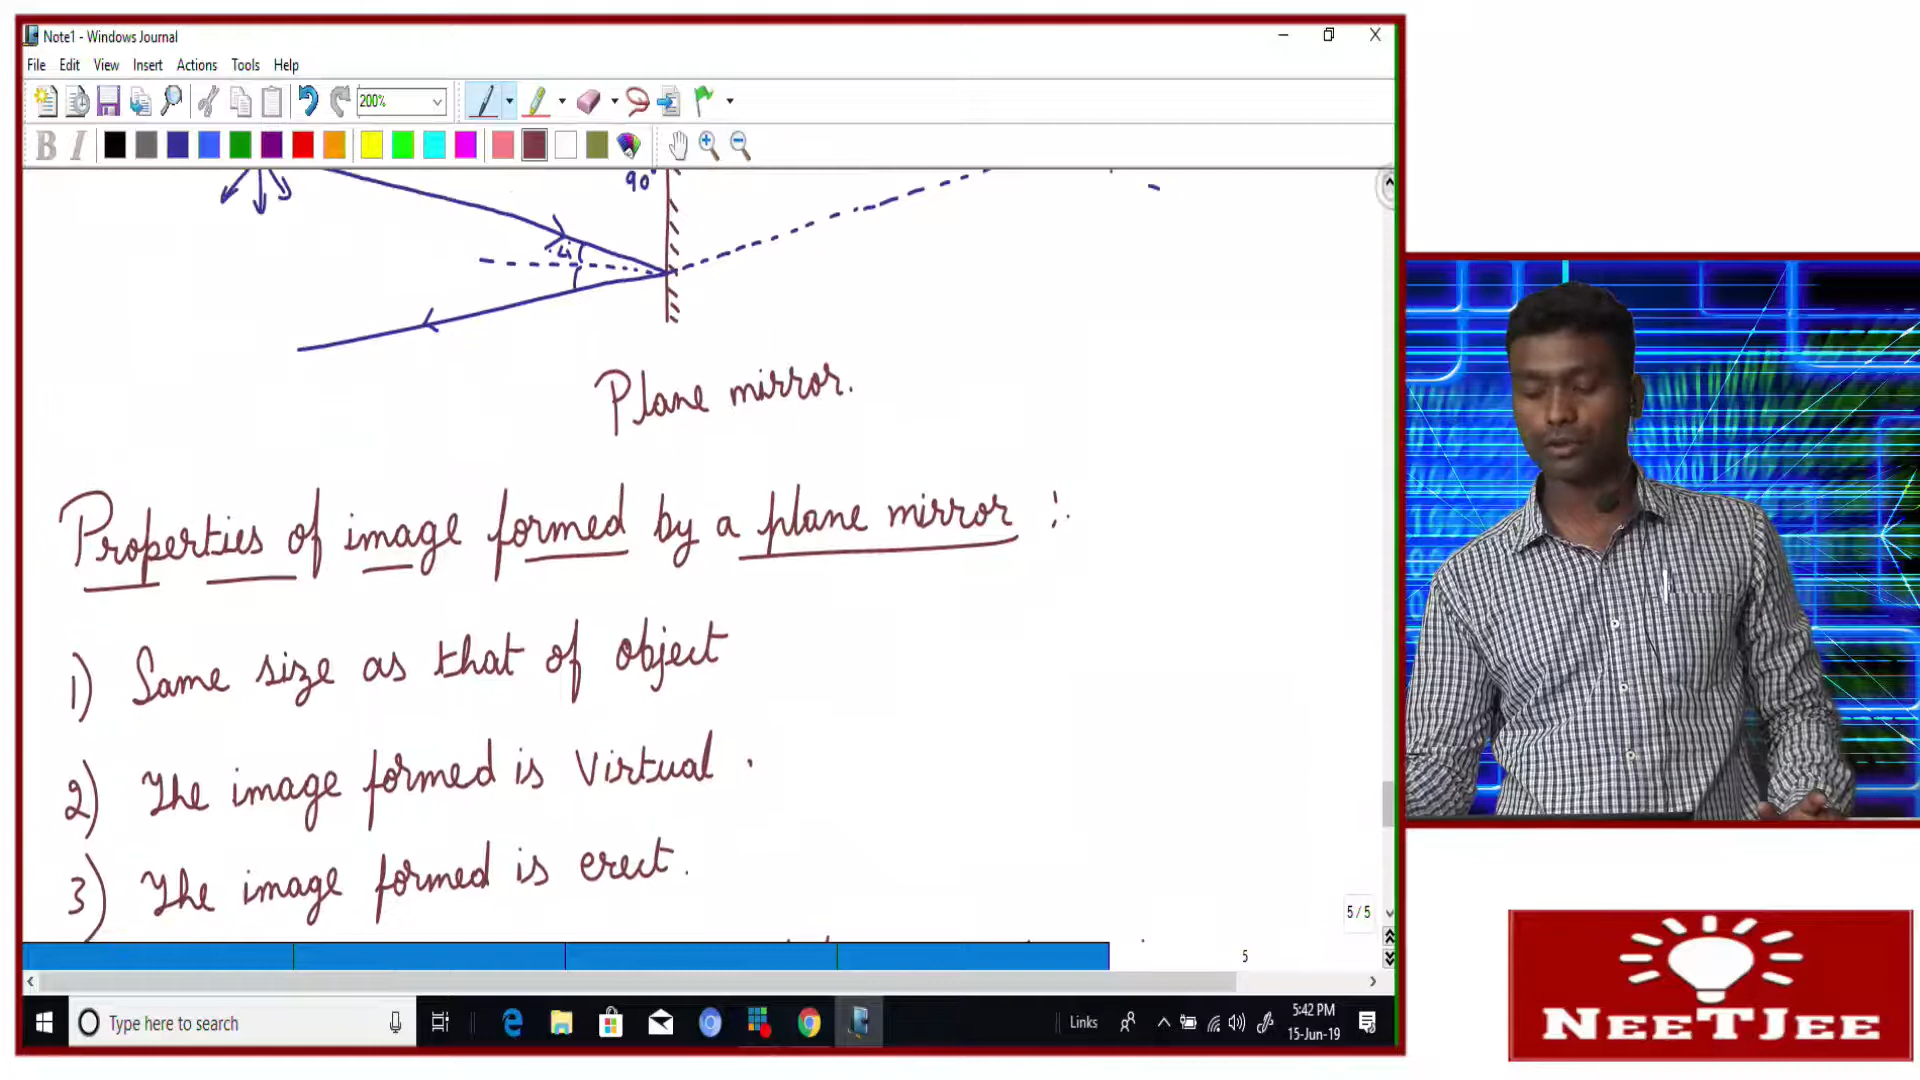 Note1 - Windows Journal
File Edit View Insert Actions Tools Help
200%
B I
90°
Plane mirror.
Properties of image formed by a plane mirror :.
1) Same size as that of object
2) The image formed is Virtual .
3) The image formed is erect.
5 / 5
5
Type here to search
Links
5:42 PM
15-Jun-19
NEETJEE